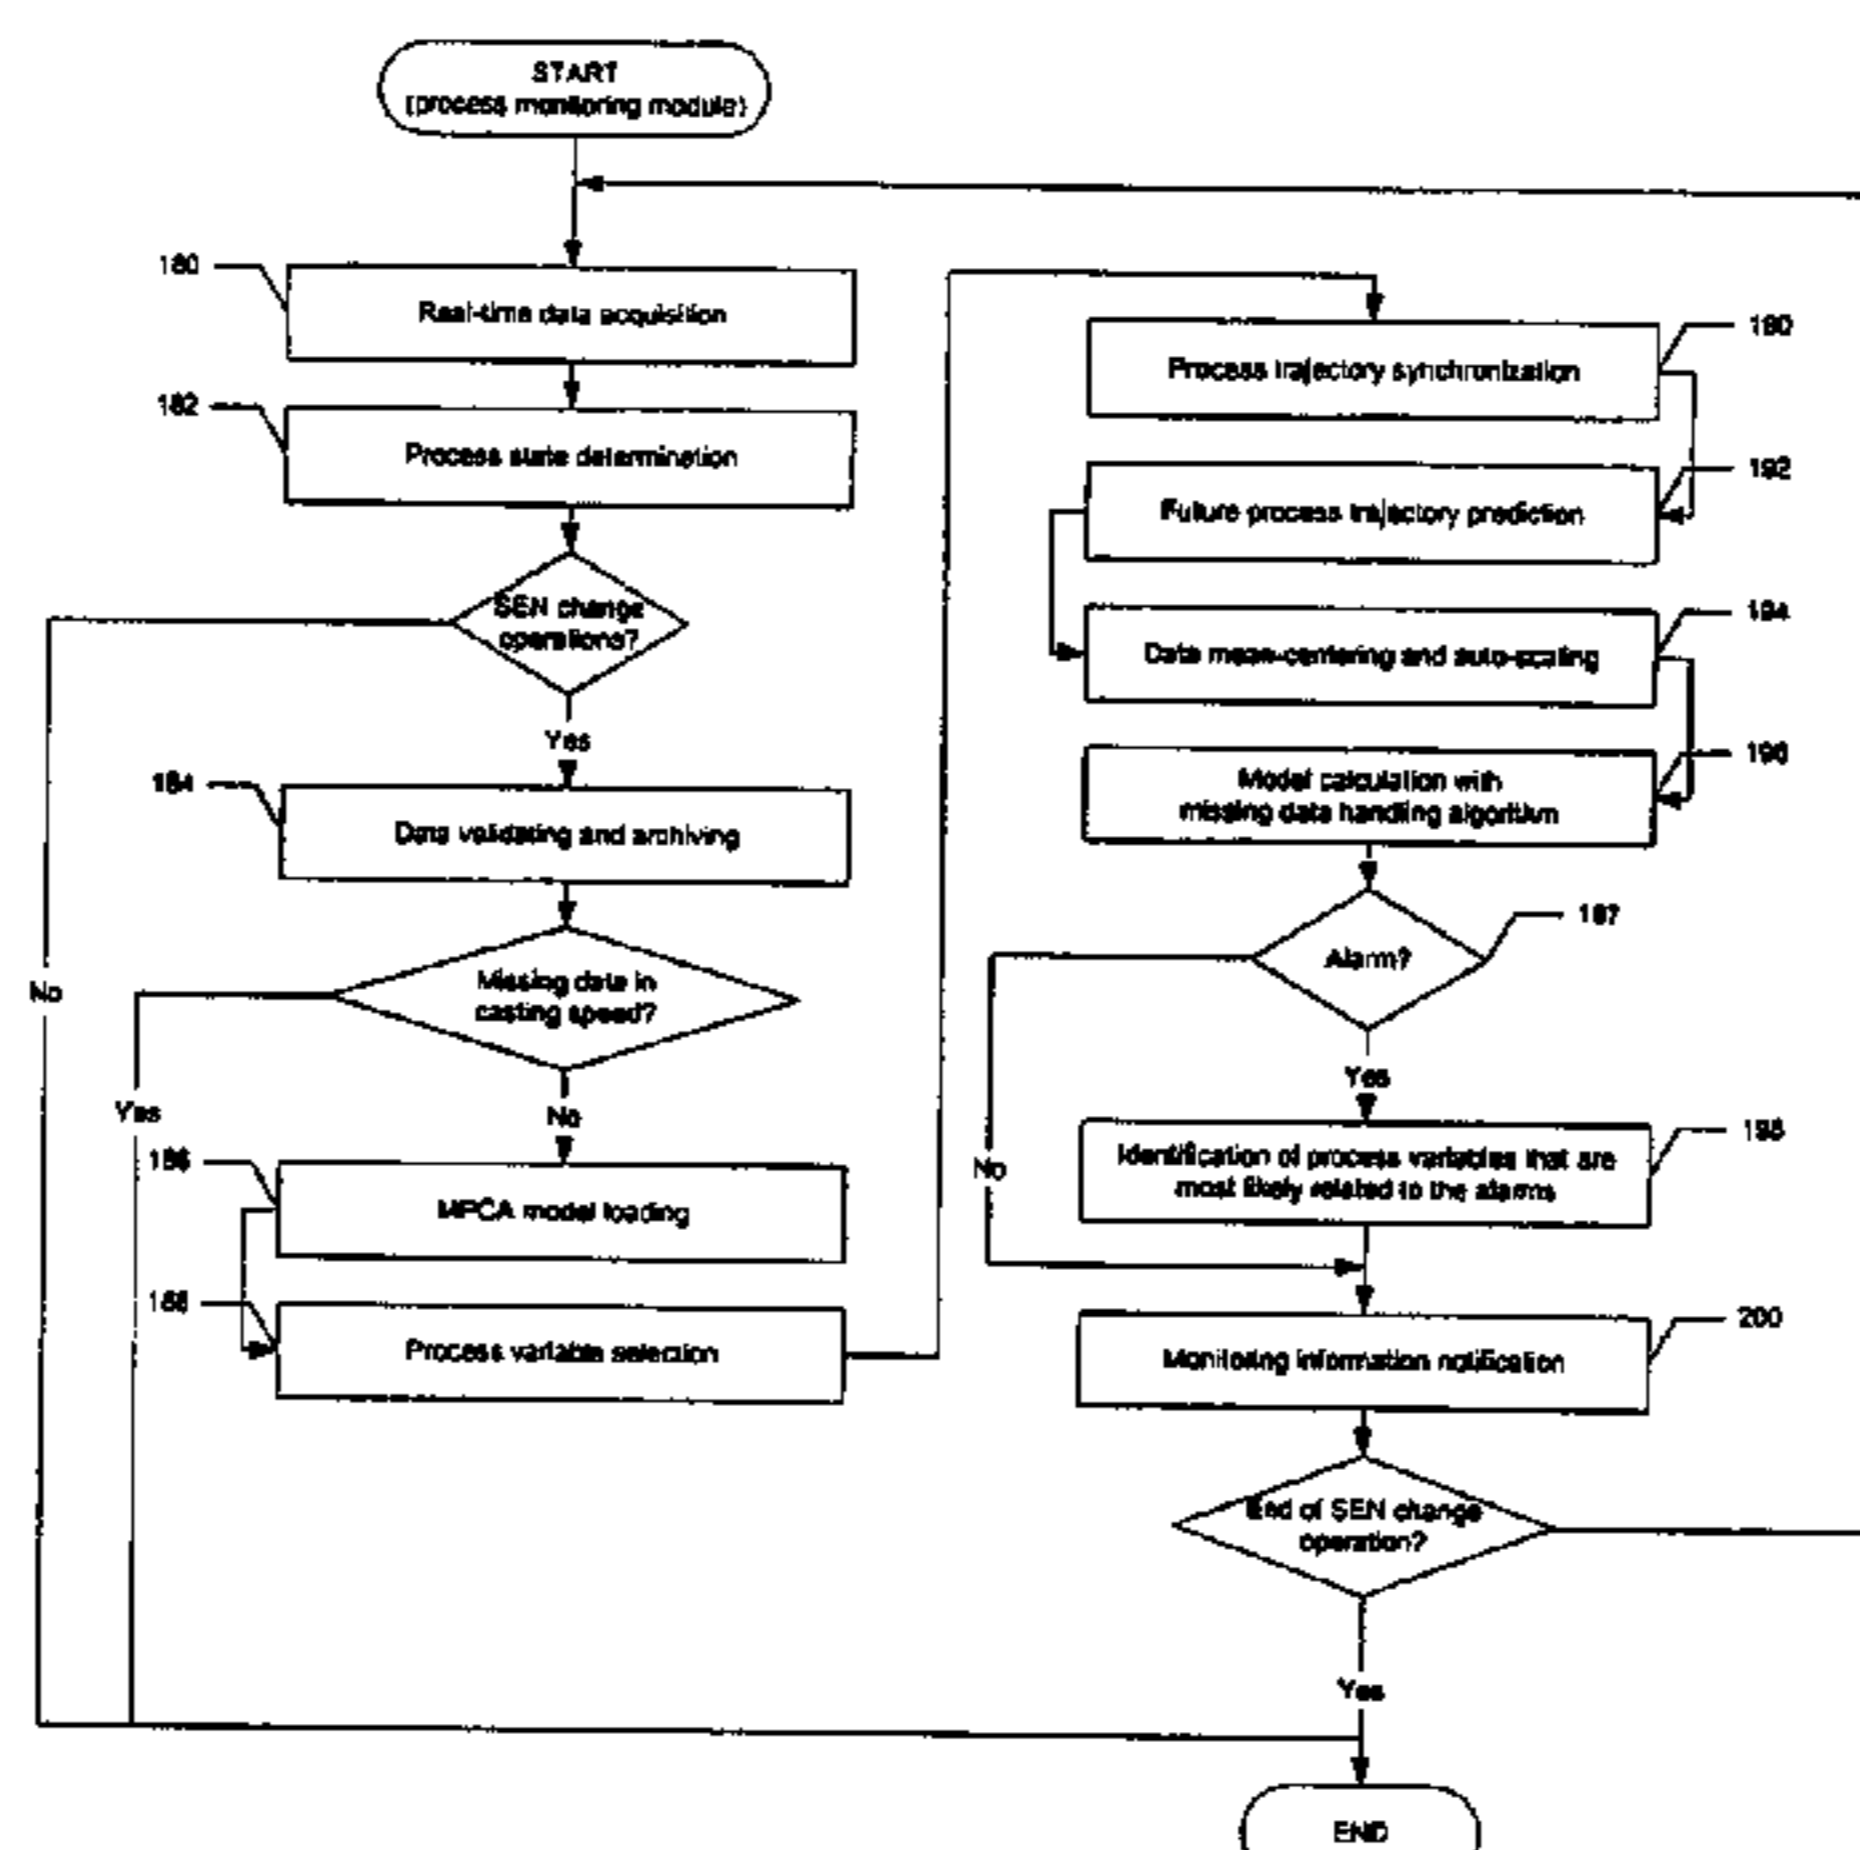 START
(process monitoring module)
180
Real-time data acquisition
182
Process state determination
SEN change
operations?
No
Yes
184
Data validating and archiving
Missing data in
casting speed?
Yes
No
186
MPCA model loading
188
Process variable selection
190
Process trajectory synchronization
192
Future process trajectory prediction
194
Data mean-centering and auto-scaling
196
Model calculation with
missing data handling algorithm
197
Alarm?
Yes
No
198
Identification of process variables that are
most likely related to the alarms
200
Monitoring information notification
End of SEN change
operation?
Yes
END